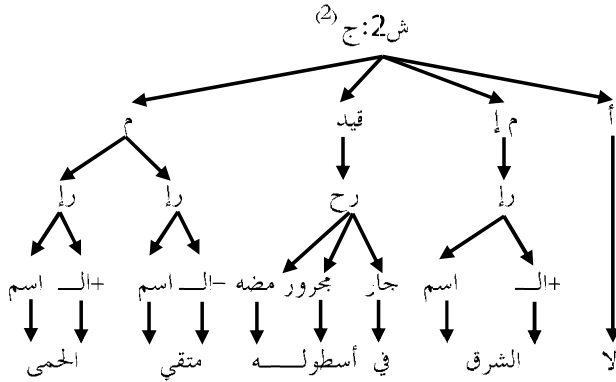 ش2:ج (2)
أ م إ قيد م
رإ رح رإ رإ
+الـ اسم جار مجرور مضه -الـ اسم +الـ اسم
لا الشرق في أسطولـه متقي الحمى